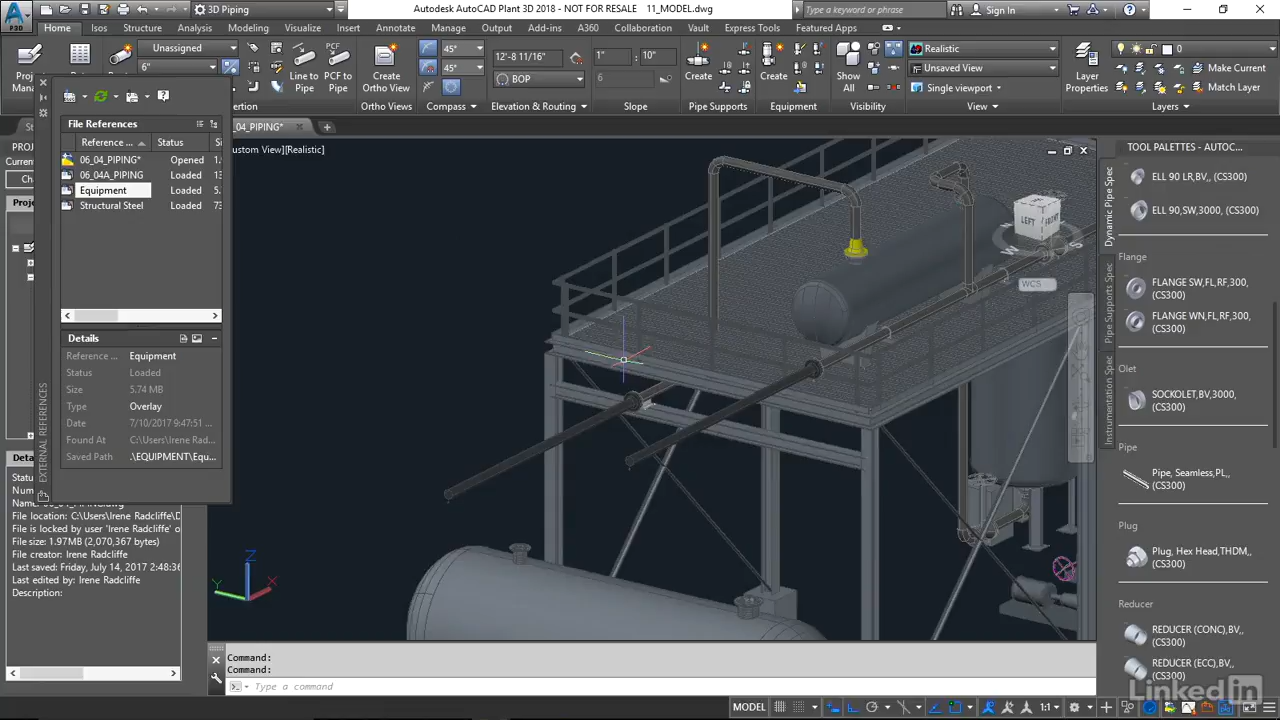 3D Piping
Autodesk AutoCAD Plant 3D 2018 - NOT FOR RESALE 11_MODEL.dwg
Type a keyword or phrase
Sign In
Home
Isos
Structure
Analysis
Modeling
Visualize
Insert
Annotate
Manage
Output
Add-ins
A360
Collaboration
Vault
Express Tools
Featured Apps
Project
Data
Unassigned
6"
Line to Pipe
PCF to Pipe
Create Ortho View
Ortho Views
45°
45°
Compass
12'-8 11/16"
BOP
Elevation & Routing
1"
:
10"
6
Slope
Create
Pipe Supports
Create
Equipment
Show All
Visibility
Realistic
Unsaved View
Single viewport
View
Layer Properties
0
Make Current
Match Layer
Layers
_04_PIPING*
ustom View][Realistic]
File References
Reference ...
Status
06_04_PIPING*
Opened
06_04A_PIPING
Loaded
Equipment
Loaded
Structural Steel
Loaded
Details
Reference ...
Equipment
Status
Loaded
Size
5.74 MB
Type
Overlay
Date
7/10/2017 9:47:51 ...
Found At
C:\Users\Irene Rad...
Saved Path
.\EQUIPMENT\Equ...
EXTERNAL REFERENCES
File location: C:\Users\Irene Radcliffe\
File is locked by user 'Irene Radcliffe' o
File size: 1.97MB (2,070,367 bytes)
File creator: Irene Radcliffe
Last saved: Friday, July 14, 2017 2:48:36
Last edited by: Irene Radcliffe
Description:
LEFT
FRONT
W
S
WCS
Z
Y
X
Command:
Command:
Type a command
MODEL
1:1
TOOL PALETTES - AUTOC...
Dynamic Pipe Spec
Pipe Supports Spec
Instrumentation Spec
ELL 90 LR,BV,, (CS300)
ELL 90,SW,3000, (CS300)
Flange
FLANGE SW,FL,RF,300,
(CS300)
FLANGE WN,FL,RF,300,
(CS300)
Olet
SOCKOLET,BV,3000,
(CS300)
Pipe
Pipe, Seamless,PL,,
(CS300)
Plug
Plug, Hex Head,THDM,,
(CS300)
Reducer
REDUCER (CONC),BV,,
(CS300)
REDUCER (ECC),BV,,
(CS300)
LinkedIn